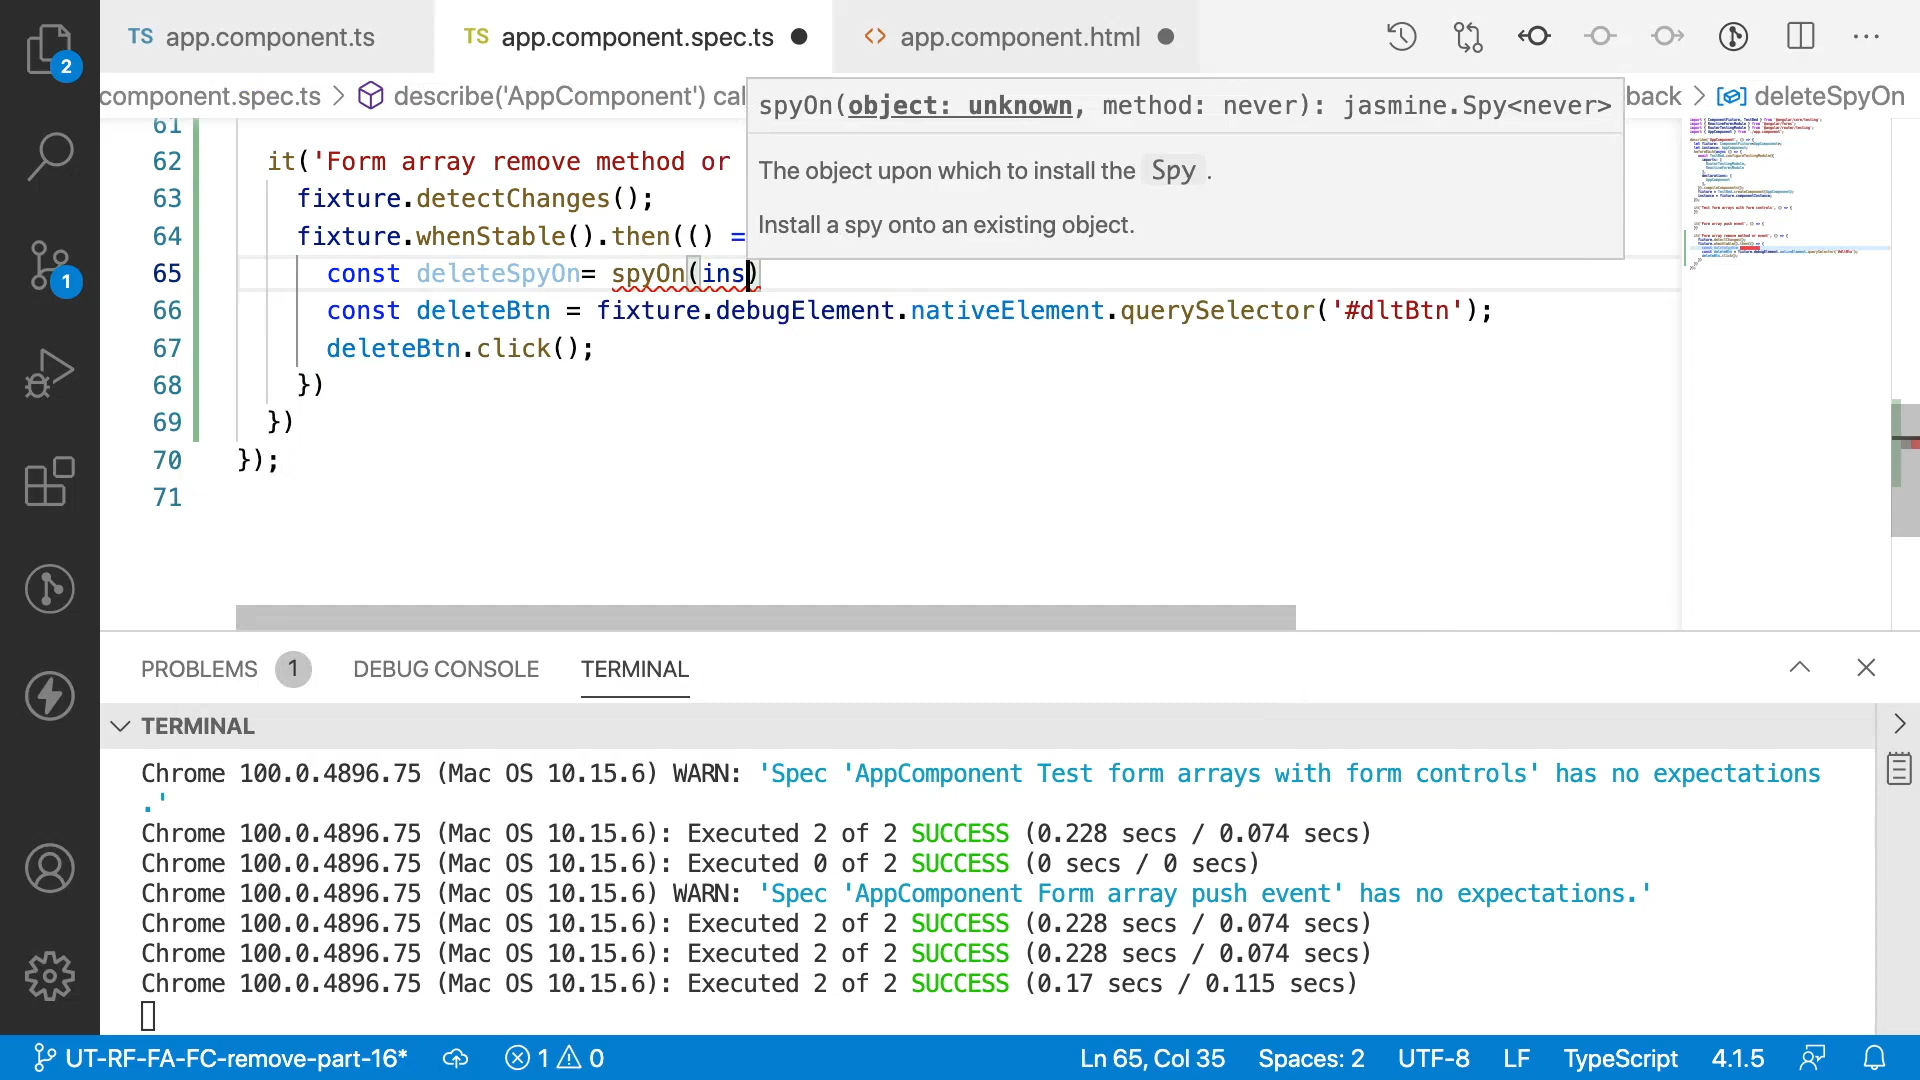 TS app.component.ts
TS app.component.spec.ts
<> app.component.html
2
component.spec.ts > describe('AppComponent') cal
back > deleteSpyOn
spyOn(object: unknown, method: never): jasmine.Spy<never>
The object upon which to install the Spy .
Install a spy onto an existing object.
61
62 it('Form array remove method or
63 fixture.detectChanges();
64 fixture.whenStable().then(() =
65 const deleteSpyOn= spyOn(ins)
66 const deleteBtn = fixture.debugElement.nativeElement.querySelector('#dltBtn');
67 deleteBtn.click();
68 })
69 })
70 });
71
1
PROBLEMS 1 DEBUG CONSOLE TERMINAL
TERMINAL
Chrome 100.0.4896.75 (Mac OS 10.15.6) WARN: 'Spec 'AppComponent Test form arrays with form controls' has no expectations
.'
Chrome 100.0.4896.75 (Mac OS 10.15.6): Executed 2 of 2 SUCCESS (0.228 secs / 0.074 secs)
Chrome 100.0.4896.75 (Mac OS 10.15.6): Executed 0 of 2 SUCCESS (0 secs / 0 secs)
Chrome 100.0.4896.75 (Mac OS 10.15.6) WARN: 'Spec 'AppComponent Form array push event' has no expectations.'
Chrome 100.0.4896.75 (Mac OS 10.15.6): Executed 2 of 2 SUCCESS (0.228 secs / 0.074 secs)
Chrome 100.0.4896.75 (Mac OS 10.15.6): Executed 2 of 2 SUCCESS (0.228 secs / 0.074 secs)
Chrome 100.0.4896.75 (Mac OS 10.15.6): Executed 2 of 2 SUCCESS (0.17 secs / 0.115 secs)
UT-RF-FA-FC-remove-part-16* 1 0 Ln 65, Col 35 Spaces: 2 UTF-8 LF TypeScript 4.1.5